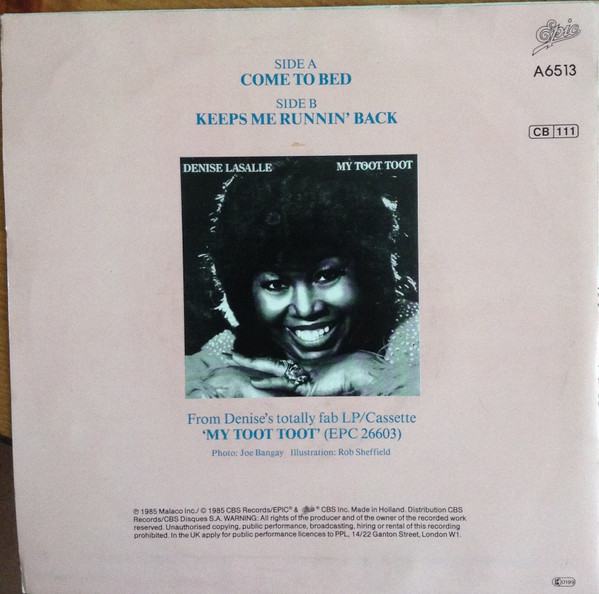 SIDE A
COME TO BED
SIDE B
KEEPS ME RUNNIN' BACK
Epic
A6513
CB 111
DENISE LASALLE MY TOOT TOOT
From Denise's totally fab LP/Cassette
'MY TOOT TOOT' (EPC 26603)
Photo: Joe Bangay Illustration: Rob Sheffield
℗ 1985 Malaco Inc./ © 1985 CBS Records/EPIC® & Epic® CBS Inc. Made in Holland. Distribution CBS
Records/CBS Disques S.A. WARNING: All rights of the producer and of the owner of the recorded work
reserved. Unauthorised copying, public performance, broadcasting, hiring or rental of this recording
prohibited. In the UK apply for public performance licences to PPL, 14/22 Ganton Street, London W1.